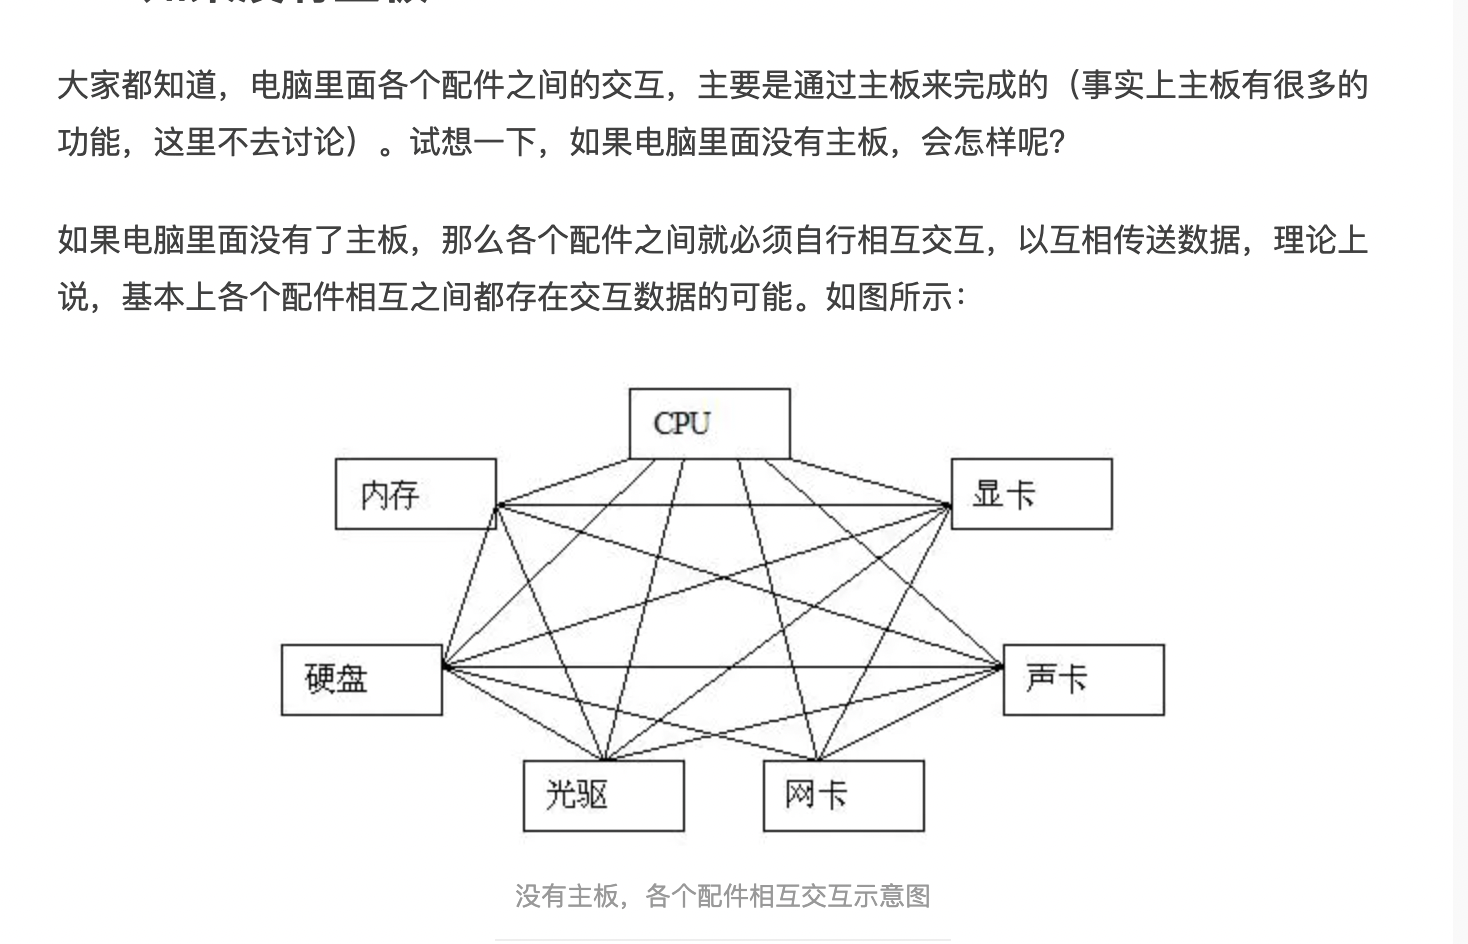 如果没有主板
大家都知道，电脑里面各个配件之间的交互，主要是通过主板来完成的（事实上主板有很多的
功能，这里不去讨论）。试想一下，如果电脑里面没有主板，会怎样呢？
如果电脑里面没有了主板，那么各个配件之间就必须自行相互交互，以互相传送数据，理论上
说，基本上各个配件相互之间都存在交互数据的可能。如图所示：
CPU
内存
显卡
硬盘
声卡
光驱
网卡
没有主板，各个配件相互交互示意图